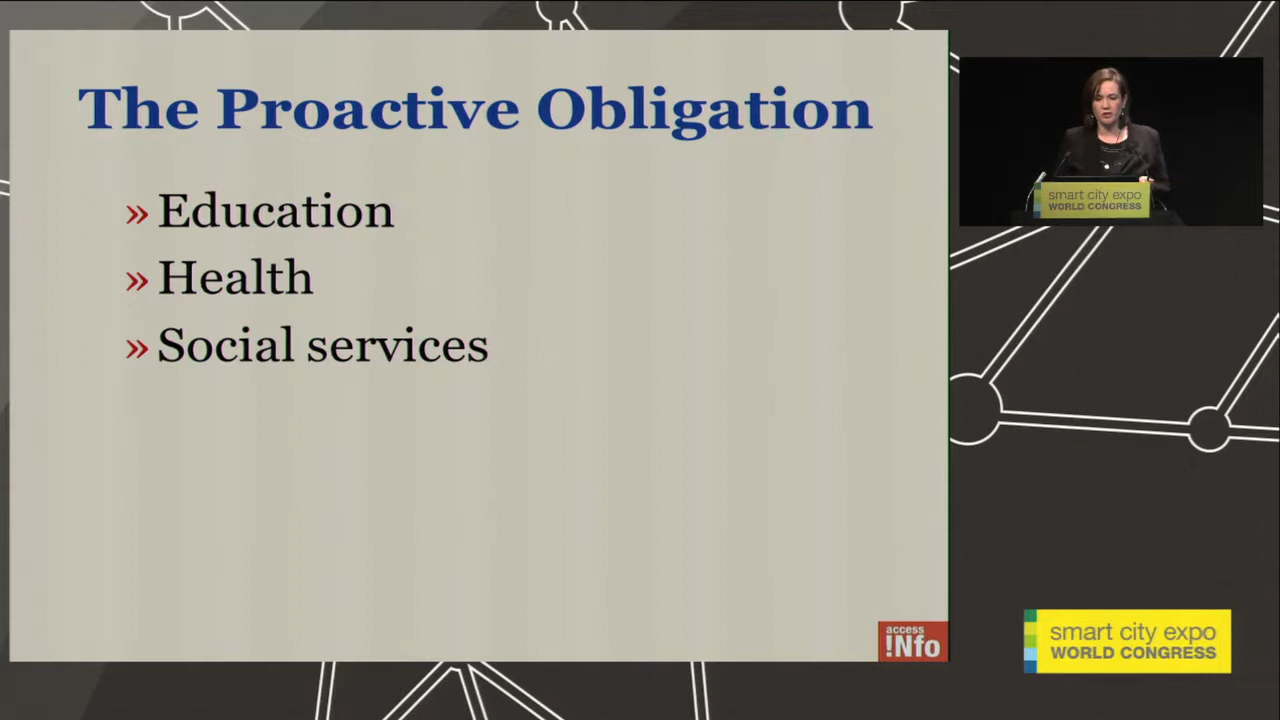 The Proactive Obligation
» Education
» Health
» Social services
access
!Nfo
smart city expo
WORLD CONGRESS
smart city expo
WORLD CONGRESS